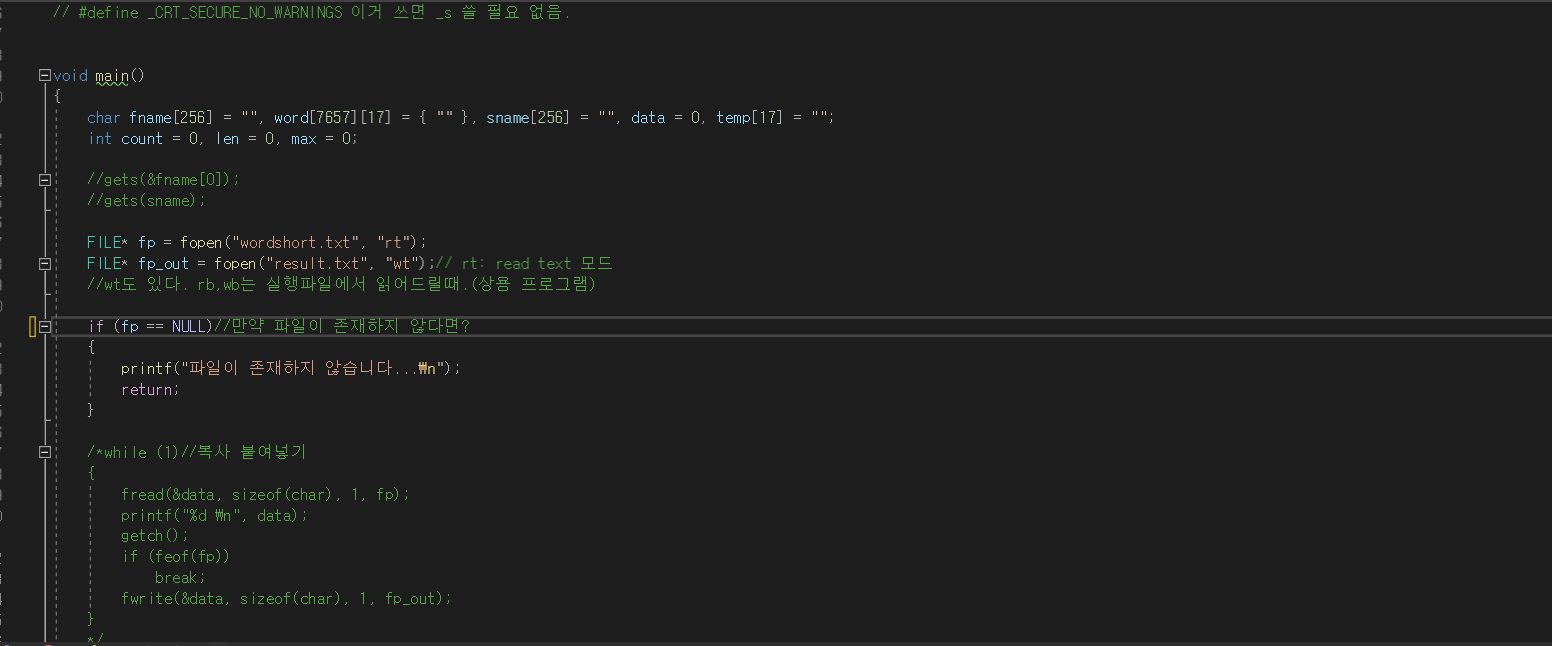 // #define _CRT_SECURE_NO_WARNINGS 이거 쓰면 _s 쓸 필요 없음.
void main()
{
char fname[256] = "", word[7657][17] = { "" }, sname[256] = "", data = 0, temp[17] = "";
int count = 0, len = 0, max = 0;
//gets(&fname[0]);
//gets(sname);
FILE* fp = fopen("wordshort.txt", "rt");
FILE* fp_out = fopen("result.txt", "wt");// rt: read text 모드
//wt도 있다. rb,wb는 실행파일에서 읽어드릴때.(상용 프로그램)
if (fp == NULL)//만약 파일이 존재하지 않다면?
{
printf("파일이 존재하지 않습니다...₩n");
return;
}
/*while (1)//복사 붙여넣기
{
fread(&data, sizeof(char), 1, fp);
printf("%d ₩n", data);
getch();
if (feof(fp))
break;
fwrite(&data, sizeof(char), 1, fp_out);
}
*/